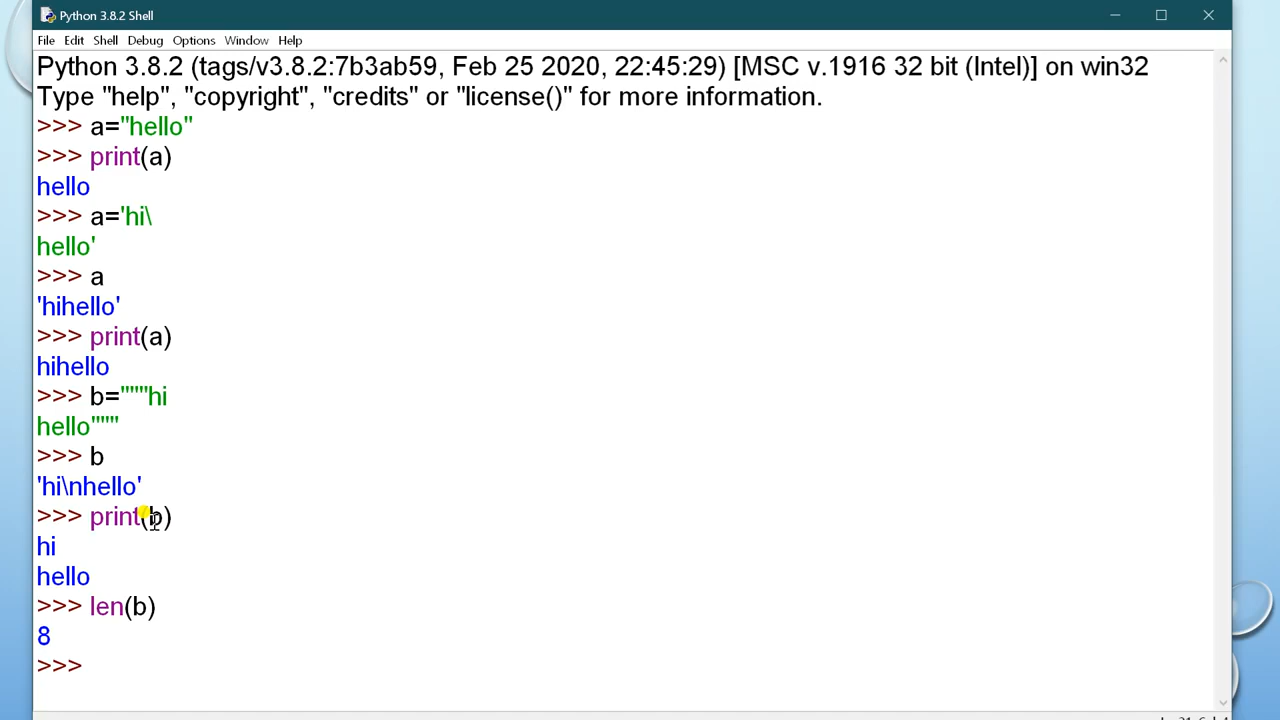 Python 3.8.2 Shell
File Edit Shell Debug Options Window Help
Python 3.8.2 (tags/v3.8.2:7b3ab59, Feb 25 2020, 22:45:29) [MSC v.1916 32 bit (Intel)] on win32
Type "help", "copyright", "credits" or "license()" for more information.
>>> a="hello"
>>> print(a)
hello
>>> a='hi\
hello'
>>> a
'hihello'
>>> print(a)
hihello
>>> b="""hi
hello"""
>>> b
'hi\nhello'
>>> print(b)
hi
hello
>>> len(b)
8
>>>